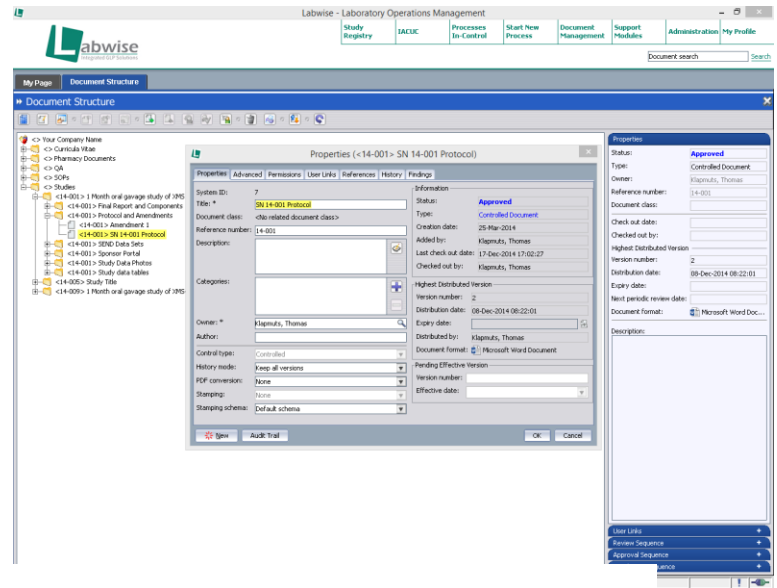 Labwise - Laboratory Operations Management
Labwise
Integrated GLP Solutions
Study Registry
IACUC
Processes In-Control
Start New Process
Document Management
Support Modules
Administration
My Profile
Document search
Search
My Page
Document Structure
Document Structure
<> Your Company Name
<> Curricula Vitae
<> Pharmacy Documents
<> QA
<> SOPs
<> Studies
<14-001> 1 Month oral gavage study of XMS
<14-001> Final Report and Components
<14-001> Protocol and Amendments
<14-001> Amendment 1
<14-001> SN 14-001 Protocol
<14-001> SEND Data Sets
<14-001> Sponsor Portal
<14-001> Study Data Photos
<14-001> Study data tables
<14-005> Study Title
<14-009> 1 Month oral gavage study of XMS
Properties (<14-001> SN 14-001 Protocol)
Properties Advanced Permissions User Links References History Findings
System ID: 7
Title: * SN 14-001 Protocol
Document class: <No related document class>
Reference number: 14-001
Description:
Categories:
Owner: * Klapmuts, Thomas
Author:
Control type: Controlled
History mode: Keep all versions
PDF conversion: None
Stamping: None
Stamping schema: Default schema
New Audit Trail
Information
Status: Approved
Type: Controlled Document
Creation date: 25-Mar-2014
Added by: Klapmuts, Thomas
Last check out date: 17-Dec-2014 17:02:27
Checked out by: Klapmuts, Thomas
Highest Distributed Version
Version number: 2
Distribution date: 08-Dec-2014 08:22:01
Expiry date:
Distributed by: Klapmuts, Thomas
Document format: Microsoft Word Document
Pending Effective Version
Version number:
Effective date:
OK Cancel
Properties
Status: Approved
Type: Controlled Document
Owner: Klapmuts, Thomas
Reference number: 14-001
Document class:
Check out date:
Checked out by:
Highest Distributed Version
Version number: 2
Distribution date: 08-Dec-2014 08:22:01
Expiry date:
Next periodic review date:
Document format: Microsoft Word Doc...
Description:
User Links
Review Sequence
Approval Sequence